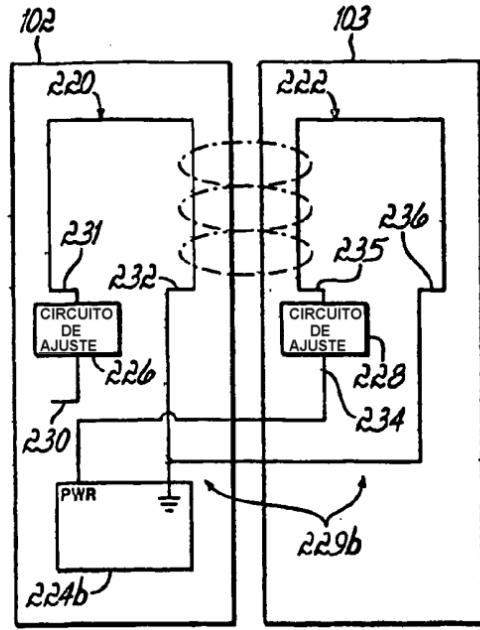 102
103
220
222
231
232
235
236
CIRCUITO
DE
AJUSTE
CIRCUITO
DE
AJUSTE
226
228
230
234
PWR
229b
224b